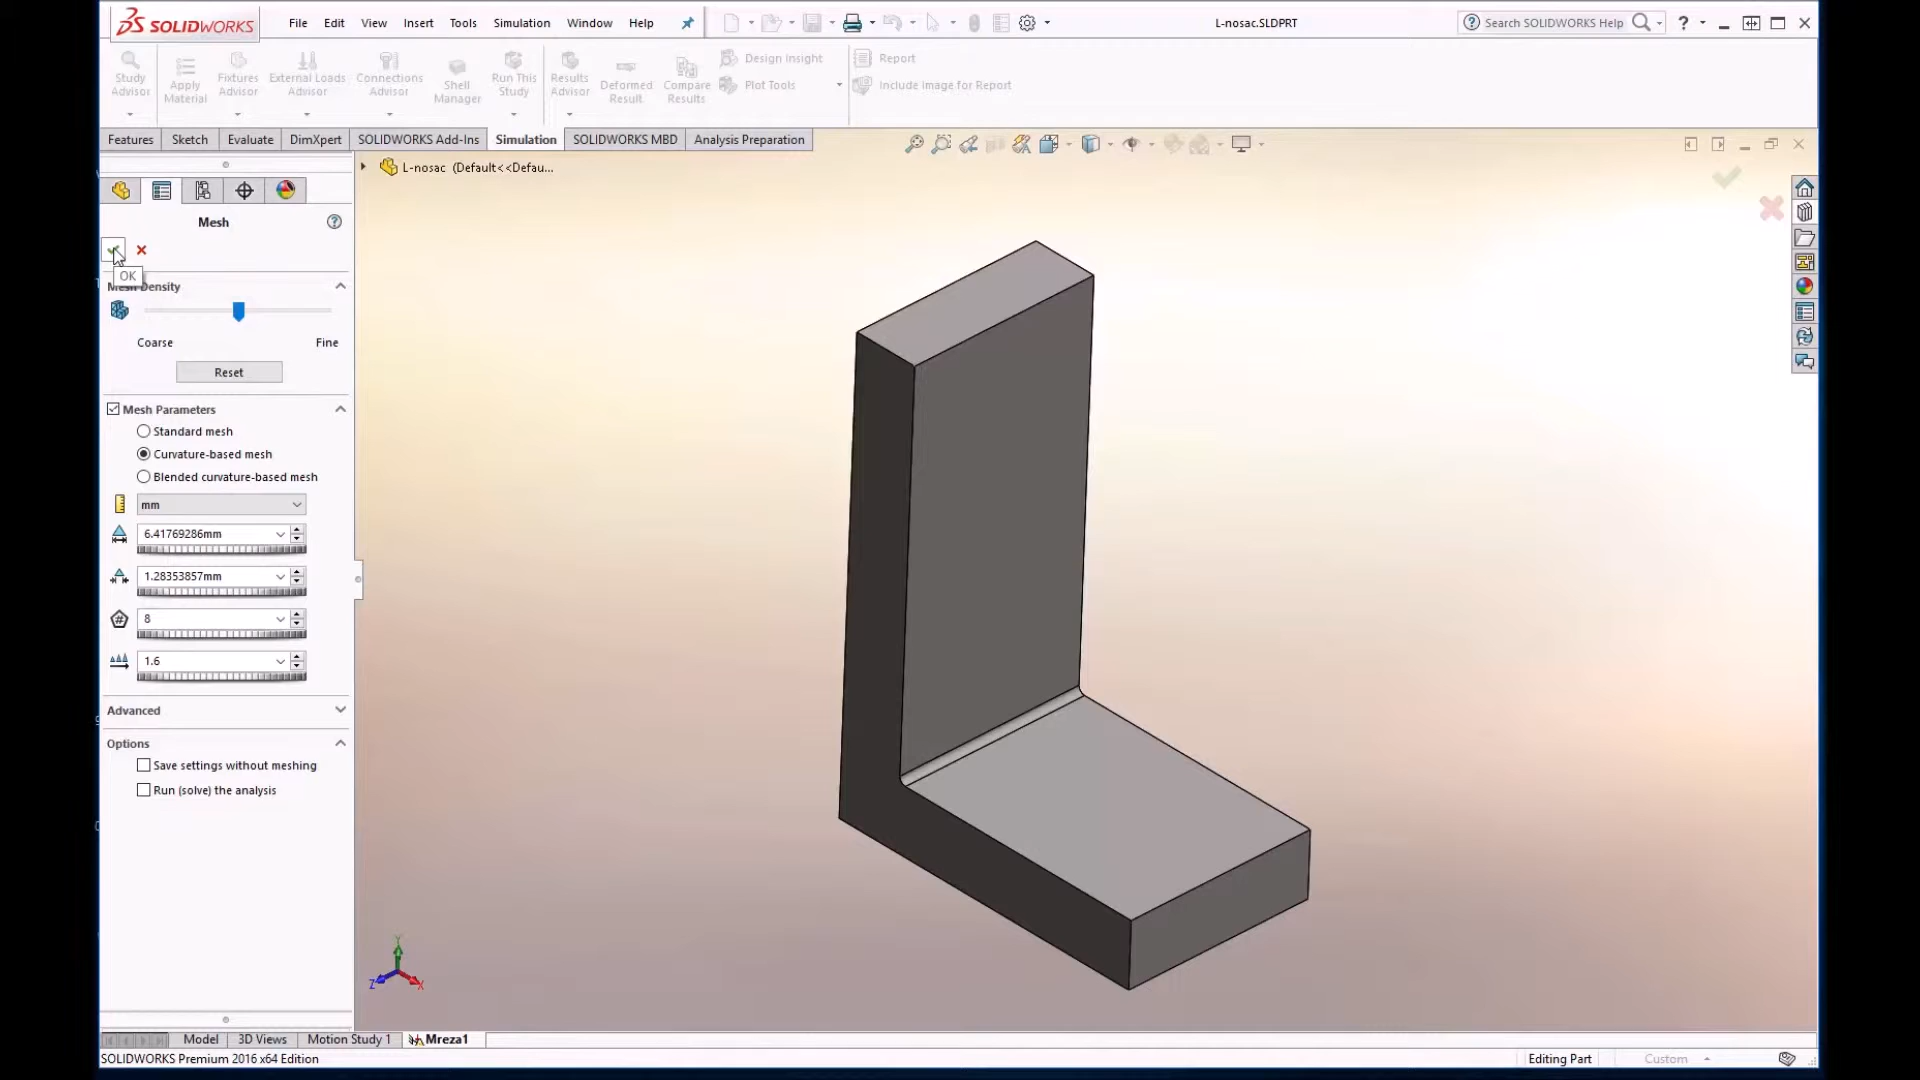 SOLIDWORKS
File Edit View Insert Tools Simulation Window Help
L-nosac.SLDPRT
Search SOLIDWORKS Help
Study Advisor
Apply Material
Fixtures Advisor
External Loads Advisor
Connections Advisor
Shell Manager
Run This Study
Results Advisor
Deformed Result
Compare Results
Design Insight
Plot Tools
Report
Include Image for Report
Features Sketch Evaluate DimXpert SOLIDWORKS Add-Ins Simulation SOLIDWORKS MBD Analysis Preparation
L-nosac (Default<<Defau...
Mesh
OK
Mesh Density
Coarse Fine
Reset
Mesh Parameters
Standard mesh
Curvature-based mesh
Blended curvature-based mesh
mm
6.41769286mm
1.28353857mm
8
1.6
Advanced
Options
Save settings without meshing
Run (solve) the analysis
Y
Z X
Model 3D Views Motion Study 1 Mreza1
SOLIDWORKS Premium 2016 x64 Edition
Editing Part
Custom